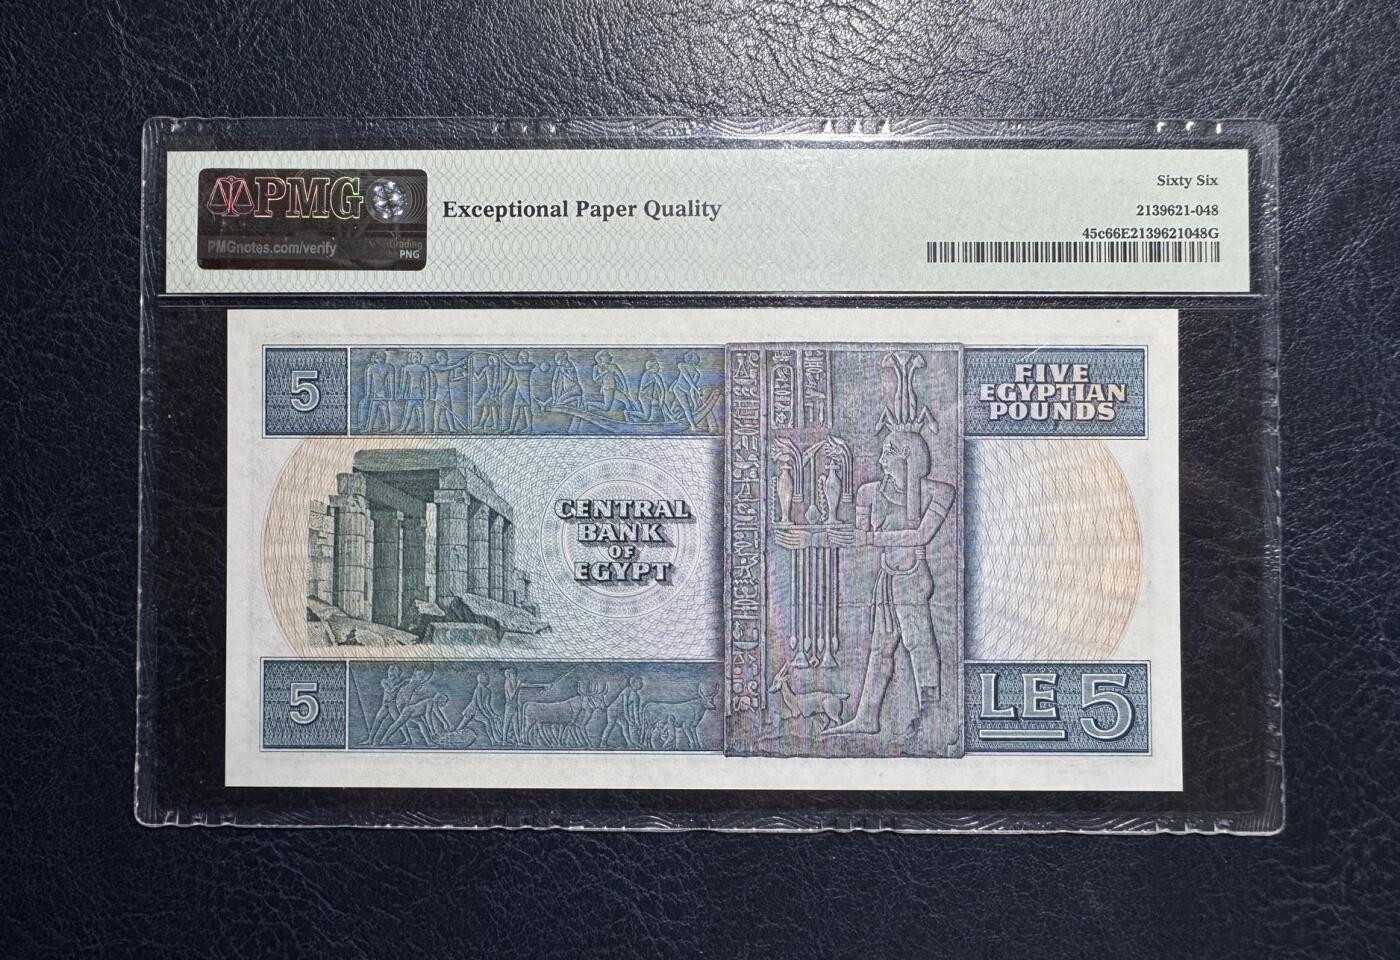 PMG
PMGnotes.com/verify
Grading
PNG
Exceptional Paper Quality
Sixty Six
2139621-048
45c66E2139621048G
5
FIVE
EGYPTIAN
POUNDS
CENTRAL
BANK
OF
EGYPT
5
LE 5